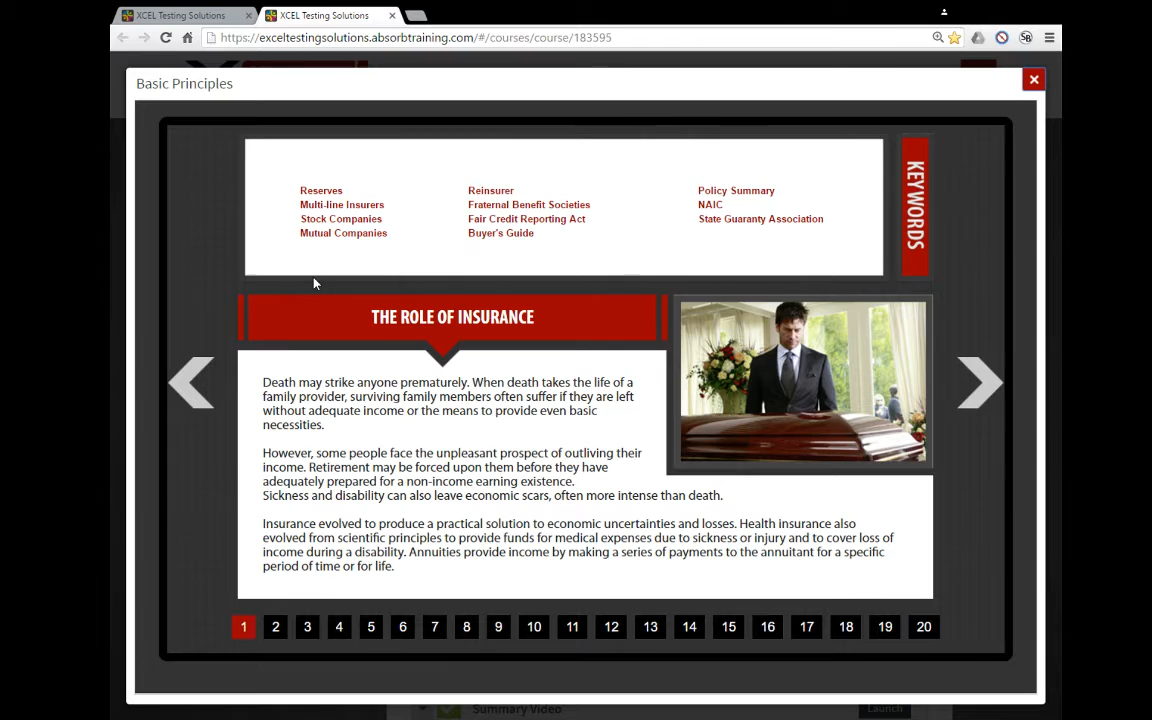 XCEL Testing Solutions
XCEL Testing Solutions
https://exceltestingsolutions.absorbtraining.com/#/courses/course/183595
SB
Basic Principles
Reserves
Multi-line Insurers
Stock Companies
Mutual Companies
Reinsurer
Fraternal Benefit Societies
Fair Credit Reporting Act
Buyer's Guide
Policy Summary
NAIC
State Guaranty Association
KEYWORDS
THE ROLE OF INSURANCE
Death may strike anyone prematurely. When death takes the life of a
family provider, surviving family members often suffer if they are left
without adequate income or the means to provide even basic
necessities.
However, some people face the unpleasant prospect of outliving their
income. Retirement may be forced upon them before they have
adequately prepared for a non-income earning existence.
Sickness and disability can also leave economic scars, often more intense than death.
Insurance evolved to produce a practical solution to economic uncertainties and losses. Health insurance also
evolved from scientific principles to provide funds for medical expenses due to sickness or injury and to cover loss of
income during a disability. Annuities provide income by making a series of payments to the annuitant for a specific
period of time or for life.
1 2 3 4 5 6 7 8 9 10 11 12 13 14 15 16 17 18 19 20
Summary Video
Launch